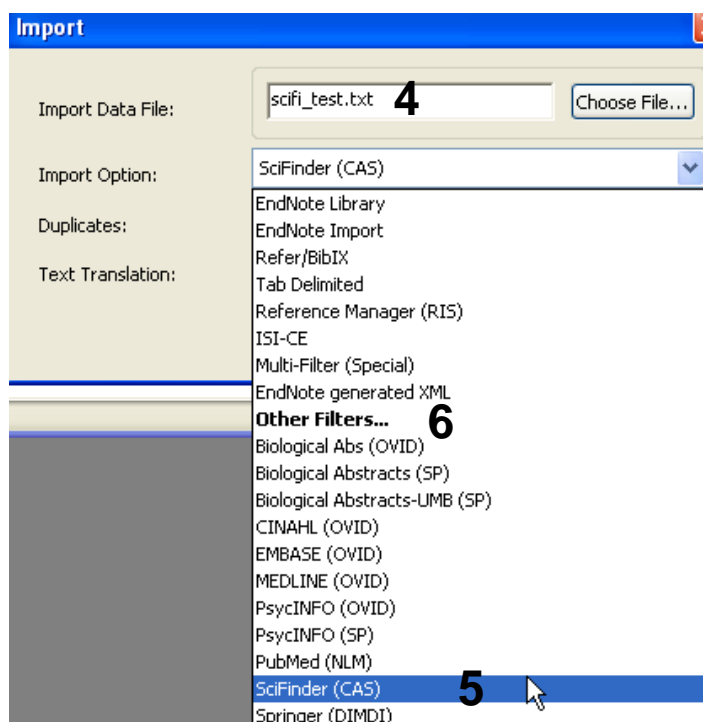 Import
Import Data File:
scifi_test.txt 4
Choose File...
Import Option:
SciFinder (CAS)
Duplicates:
Text Translation:
EndNote Library
EndNote Import
Refer/BibIX
Tab Delimited
Reference Manager (RIS)
ISI-CE
Multi-Filter (Special)
EndNote generated XML
Other Filters... 6
Biological Abs (OVID)
Biological Abstracts (SP)
Biological Abstracts-UMB (SP)
CINAHL (OVID)
EMBASE (OVID)
MEDLINE (OVID)
PsycINFO (OVID)
PsycINFO (SP)
PubMed (NLM)
SciFinder (CAS) 5
Springer (DIMDI)